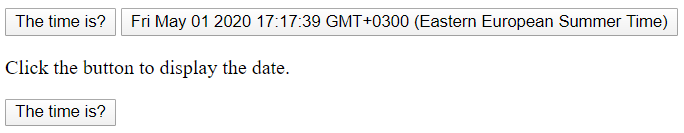 The time is? Fri May 01 2020 17:17:39 GMT+0300 (Eastern European Summer Time)
Click the button to display the date.
The time is?